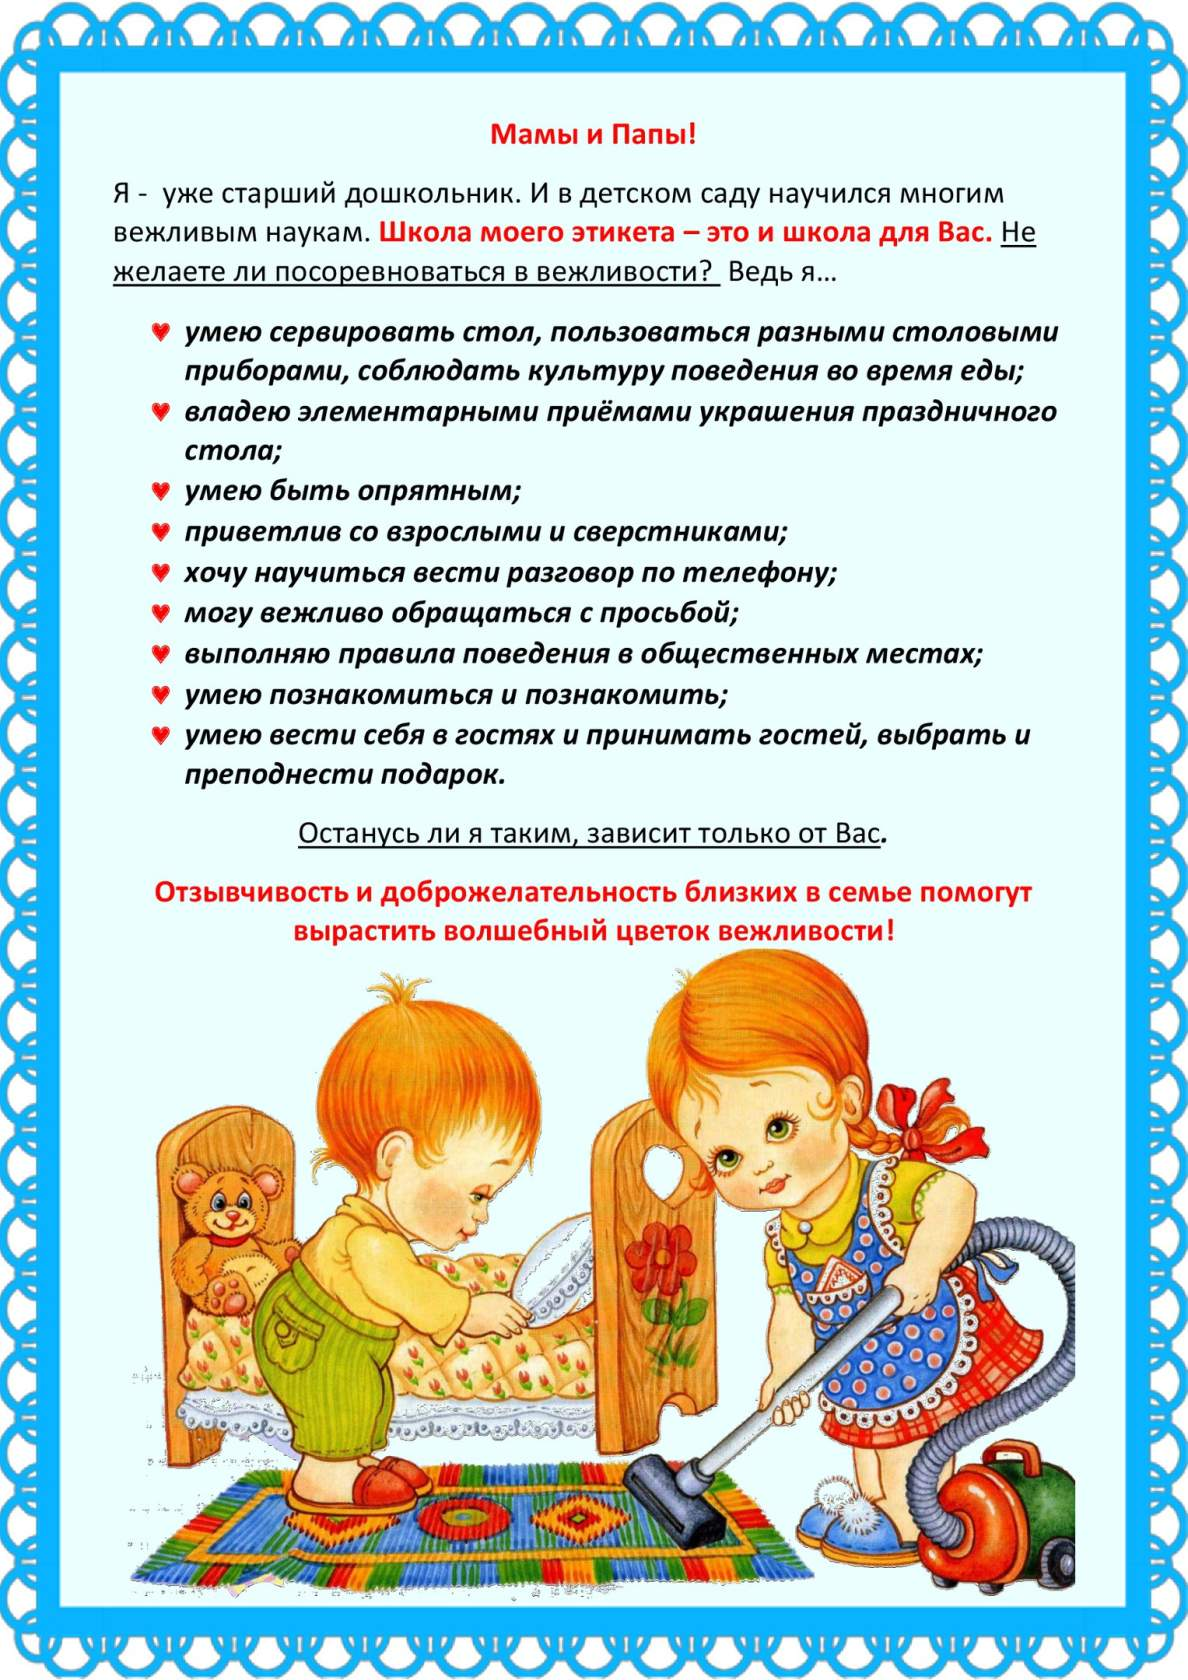 Мамы и Папы!
Я -  уже старший дошкольник. И в детском саду научился многим
вежливым наукам. Школа моего этикета – это и школа для Вас. Не
желаете ли посоревноваться в вежливости?  Ведь я…
умею сервировать стол, пользоваться разными столовыми
приборами, соблюдать культуру поведения во время еды;
владею элементарными приёмами украшения праздничного
стола;
умею быть опрятным;
приветлив со взрослыми и сверстниками;
хочу научиться вести разговор по телефону;
могу вежливо обращаться с просьбой;
выполняю правила поведения в общественных местах;
умею познакомиться и познакомить;
умею вести себя в гостях и принимать гостей, выбрать и
преподнести подарок.
Останусь ли я таким, зависит только от Вас.
Отзывчивость и доброжелательность близких в семье помогут
вырастить волшебный цветок вежливости!